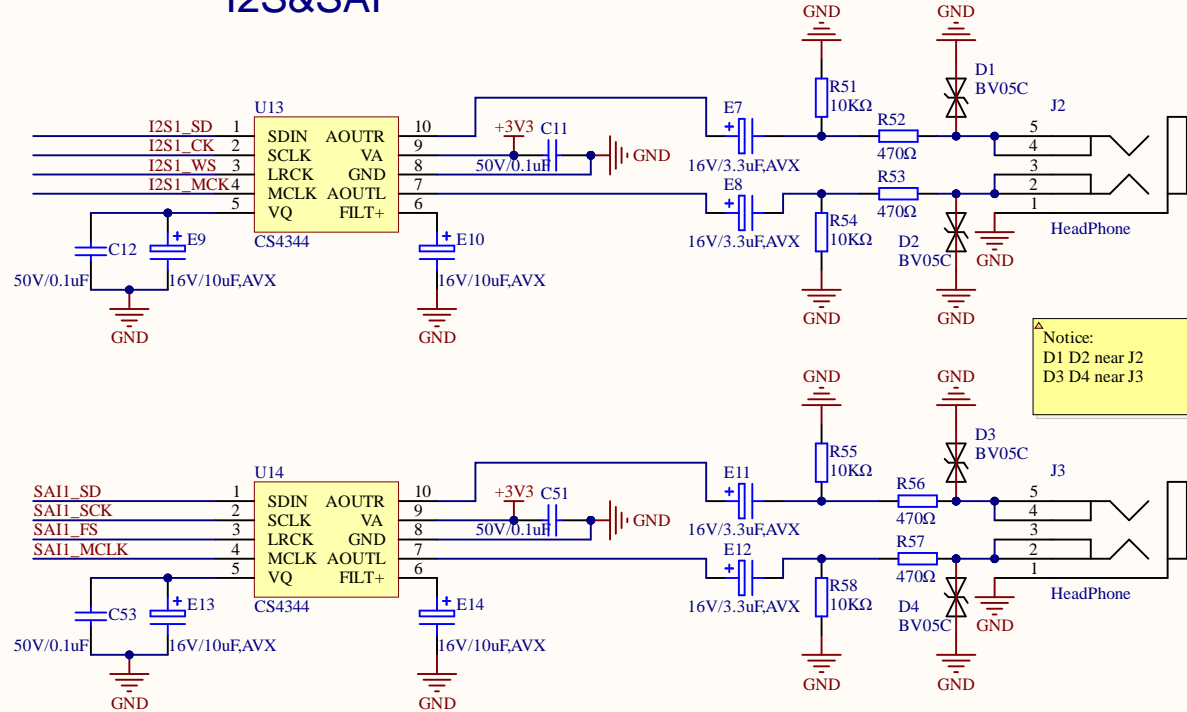 I2S&SAI
GND
GND
R51
10KΩ
D1
BV05C
U13
E7
J2
I2S1_SD 1 SDIN AOUTR 10
+3V3
C11
R52
5
I2S1_CK 2 SCLK VA 9
470Ω
4
I2S1_WS 3 LRCK GND 8
50V/0.1uF
GND
16V/3.3uF,AVX
3
I2S1_MCK 4 MCLK AOUTL 7
E8
R53
2
5 VQ FILT+ 6
470Ω
1
CS4344
C12
E9
E10
16V/3.3uF,AVX
R54
10KΩ
D2
BV05C
GND
HeadPhone
50V/0.1uF
16V/10uF,AVX
16V/10uF,AVX
GND
GND
GND
GND
Notice:
D1 D2 near J2
D3 D4 near J3
GND
GND
R55
10KΩ
D3
BV05C
U14
E11
J3
SAI1_SD 1 SDIN AOUTR 10
+3V3
C51
R56
5
SAI1_SCK 2 SCLK VA 9
470Ω
4
SAI1_FS 3 LRCK GND 8
50V/0.1uF
GND
16V/3.3uF,AVX
3
SAI1_MCLK 4 MCLK AOUTL 7
E12
R57
2
5 VQ FILT+ 6
470Ω
1
CS4344
C53
E13
E14
16V/3.3uF,AVX
R58
10KΩ
D4
BV05C
GND
HeadPhone
50V/0.1uF
16V/10uF,AVX
16V/10uF,AVX
GND
GND
GND
GND